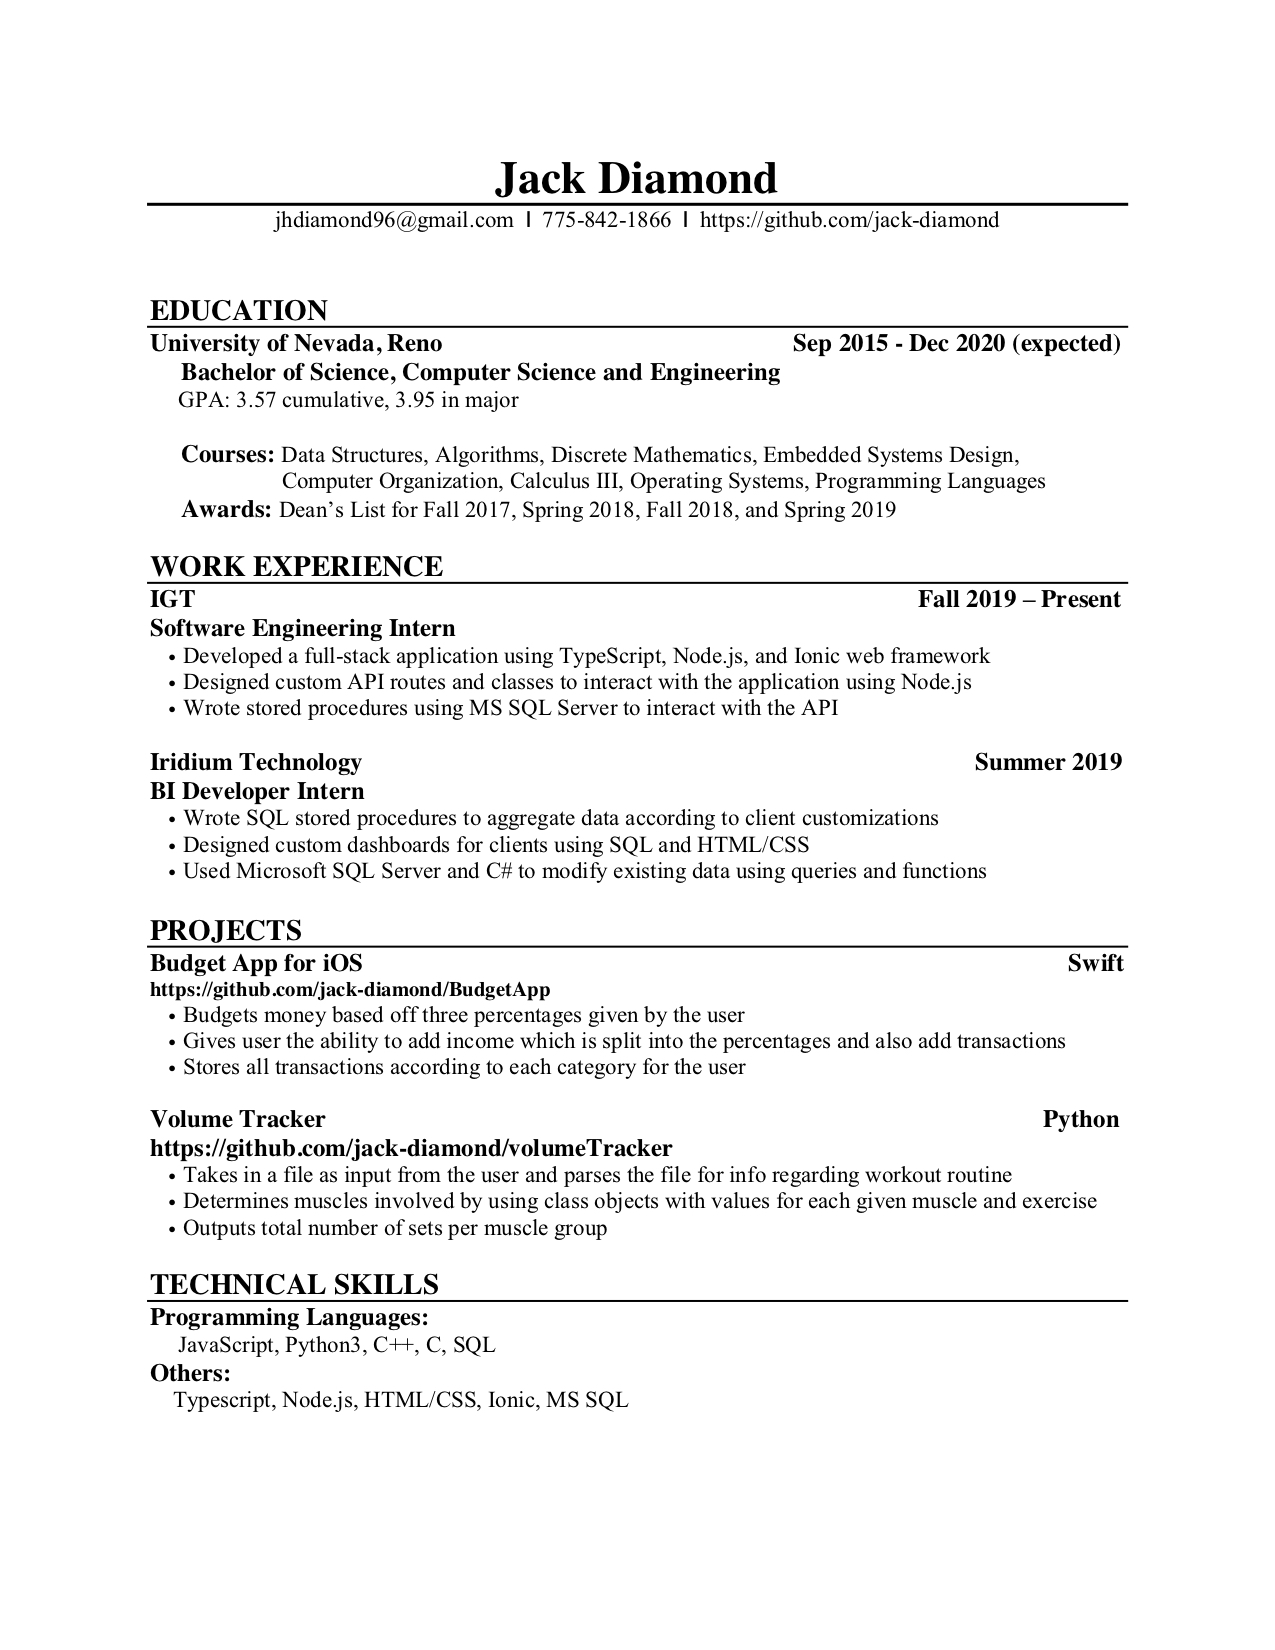 Jack Diamond
jhdiamond96@gmail.com | 775-842-1866 | https://github.com/jack-diamond
EDUCATION
University of Nevada, Reno Sep 2015 - Dec 2020 (expected)
Bachelor of Science, Computer Science and Engineering
GPA: 3.57 cumulative, 3.95 in major
Courses: Data Structures, Algorithms, Discrete Mathematics, Embedded Systems Design,
Computer Organization, Calculus III, Operating Systems, Programming Languages
Awards: Dean’s List for Fall 2017, Spring 2018, Fall 2018, and Spring 2019
WORK EXPERIENCE
IGT Fall 2019 – Present
Software Engineering Intern
• Developed a full-stack application using TypeScript, Node.js, and Ionic web framework
• Designed custom API routes and classes to interact with the application using Node.js
• Wrote stored procedures using MS SQL Server to interact with the API
Iridium Technology Summer 2019
BI Developer Intern
• Wrote SQL stored procedures to aggregate data according to client customizations
• Designed custom dashboards for clients using SQL and HTML/CSS
• Used Microsoft SQL Server and C# to modify existing data using queries and functions
PROJECTS
Budget App for iOS Swift
https://github.com/jack-diamond/BudgetApp
• Budgets money based off three percentages given by the user
• Gives user the ability to add income which is split into the percentages and also add transactions
• Stores all transactions according to each category for the user
Volume Tracker Python
https://github.com/jack-diamond/volumeTracker
• Takes in a file as input from the user and parses the file for info regarding workout routine
• Determines muscles involved by using class objects with values for each given muscle and exercise
• Outputs total number of sets per muscle group
TECHNICAL SKILLS
Programming Languages:
JavaScript, Python3, C++, C, SQL
Others:
Typescript, Node.js, HTML/CSS, Ionic, MS SQL